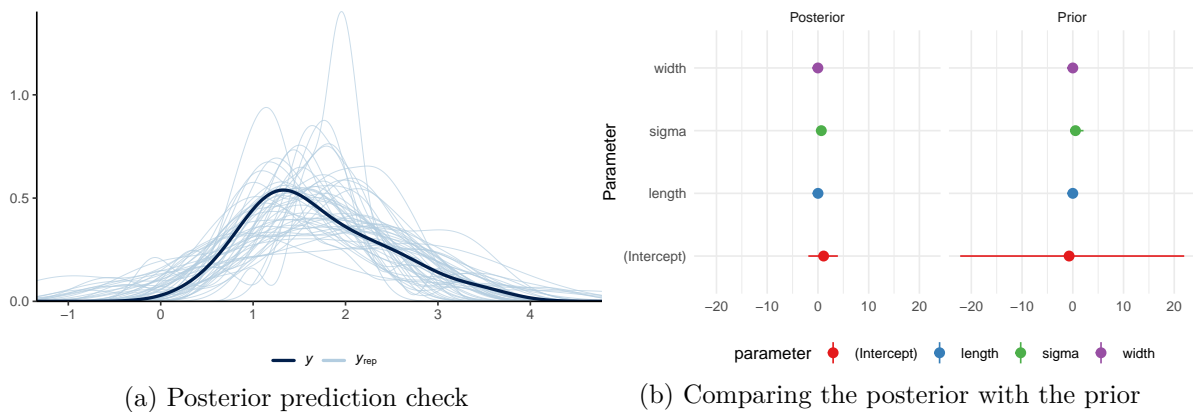 1.0
0.5
0.0
−1 0 1 2 3 4
y yrep
(a) Posterior prediction check
Posterior Prior
Parameter
width
sigma
length
(Intercept)
−20 −10 0 10 20 −20 −10 0 10 20
parameter (Intercept) length sigma width
(b) Comparing the posterior with the prior